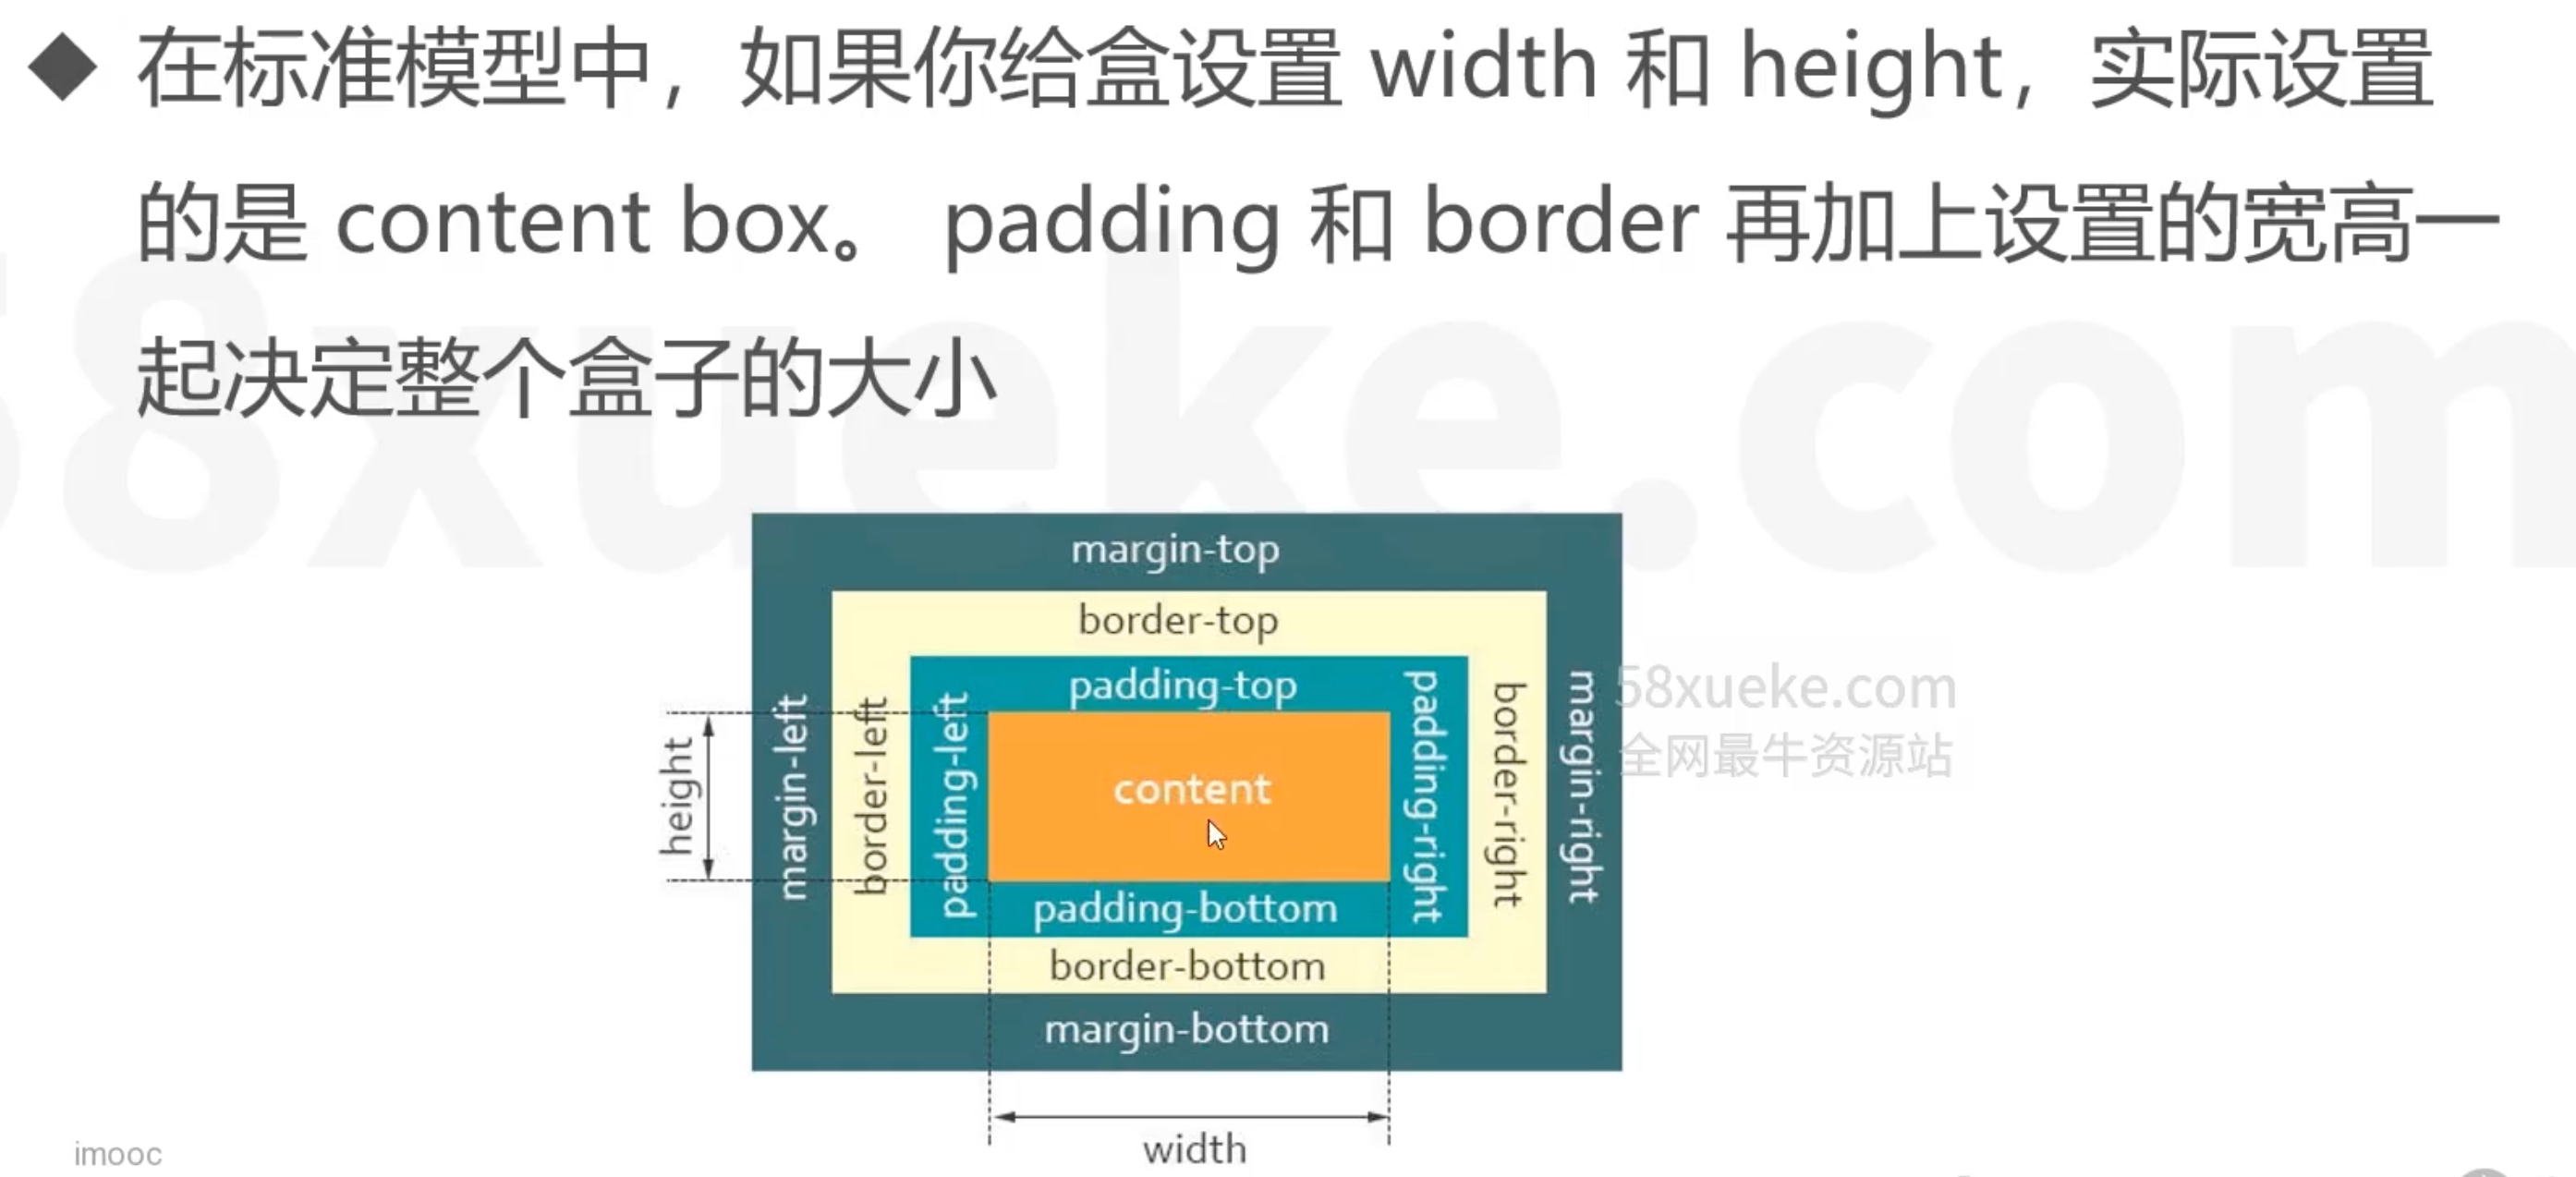 在标准模型中，如果你给盒设置 width 和 height，实际设置
的是 content box。 padding 和 border 再加上设置的宽高一
起决定整个盒子的大小
58xueke.com
margin-top
border-top
padding-top
height
margin-left
border-left
padding-left
content
padding-right
border-right
margin-right
58xueke.com
全网最牛资源站
padding-bottom
border-bottom
margin-bottom
width
imooc